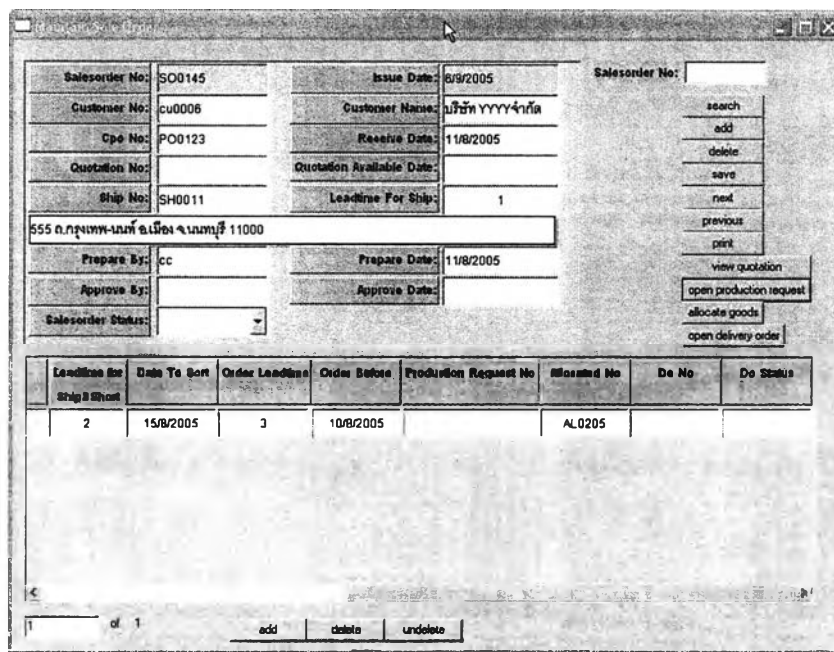 Salesorder No: SO0145 Issue Date: 6/9/2005 Salesorder No:
Customer No: cu0006 Customer Name: บริษัท YYYYจำกัด search
Cpo No: PO0123 Receive Date: 11/8/2005 add
delete
Quotation No: Quotation Available Date: save
Ship No: SH0011 Leadtime For Ship: 1 next
previous
555 ถ.กรุงเทพ-นนท์ อ.เมือง จ.นนทบุรี 11000
print
Prepare By: cc Prepare Date: 11/8/2005 view quotation
Approve By: Approve Date: open production request
allocate goods
Salesorder Status:
open delivery order
Leadtime for Date To Sort Order Leadtime Order Before Production Request No Allocated No Do No Do Status
Ship3 Short
2 15/8/2005 3 10/8/2005 AL0205
1 of 1 add delete undelete